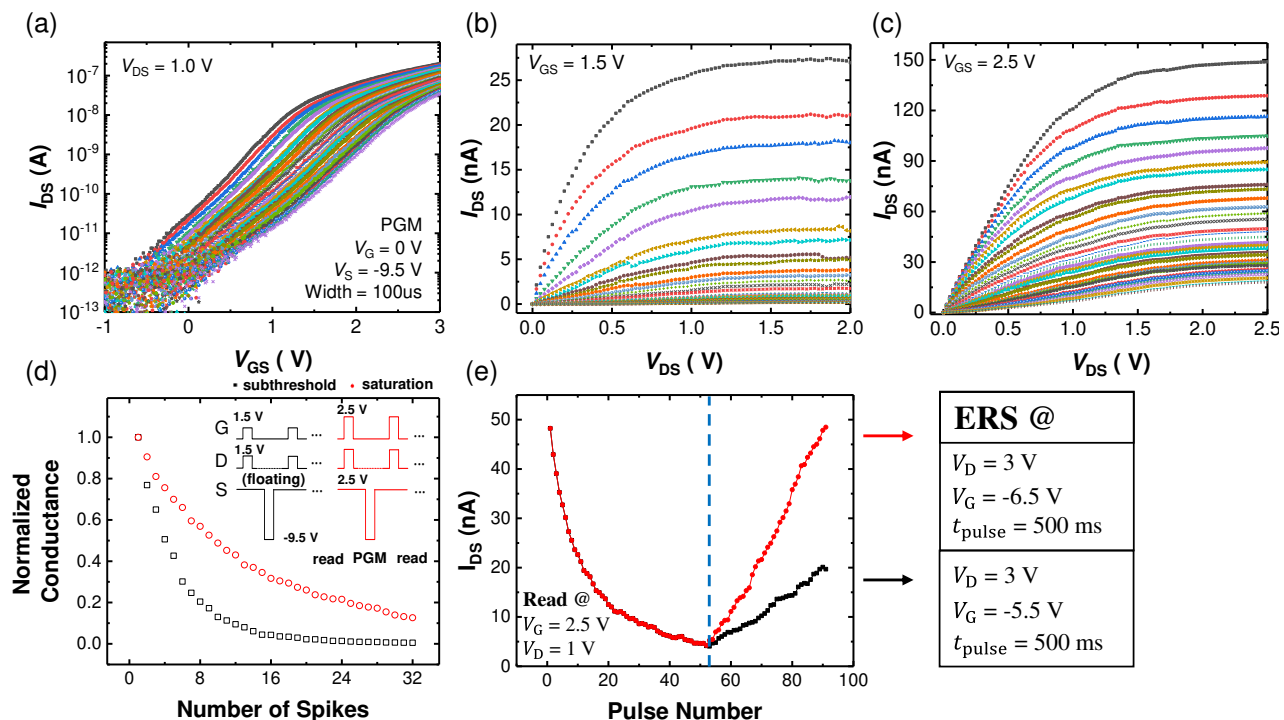 (a)
V_DS = 1.0 V
10^-7
10^-8
10^-9
10^-10
10^-11
10^-12
10^-13
I_DS (A)
PGM
V_G = 0 V
V_S = -9.5 V
Width = 100us
-1
0
1
2
3
V_GS ( V)
(b)
V_GS = 1.5 V
30
25
20
15
10
5
0
I_DS (nA)
0.0
0.5
1.0
1.5
2.0
V_DS ( V)
(c)
V_GS = 2.5 V
150
120
90
60
30
0
I_DS (nA)
0.0
0.5
1.0
1.5
2.0
2.5
V_DS ( V)
(d)
subthreshold
saturation
1.0
0.8
0.6
0.4
0.2
0.0
Normalized
Conductance
G
1.5 V
...
2.5 V
...
D
1.5 V
...
...
(floating)
S
...
2.5 V
...
-9.5 V
read PGM read
0
8
16
24
32
Number of Spikes
(e)
50
40
30
20
10
0
I_DS (nA)
Read @
V_G = 2.5 V
V_D = 1 V
0
20
40
60
80
100
Pulse Number
ERS @
V_D = 3 V
V_G = -6.5 V
t_pulse = 500 ms
V_D = 3 V
V_G = -5.5 V
t_pulse = 500 ms